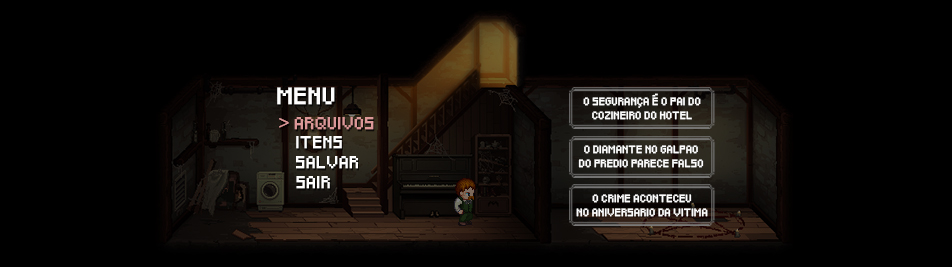 MENU
> ARQUIVOS
ITENS
SALVAR
SAIR
O SEGURANÇA É O PAI DO
COZINEIRO DO HOTEL
O DIAMANTE NO GALPAO
DO PREDIO PARECE FALSO
O CRIME ACONTECEU
NO ANIVERSARIO DA VITIMA